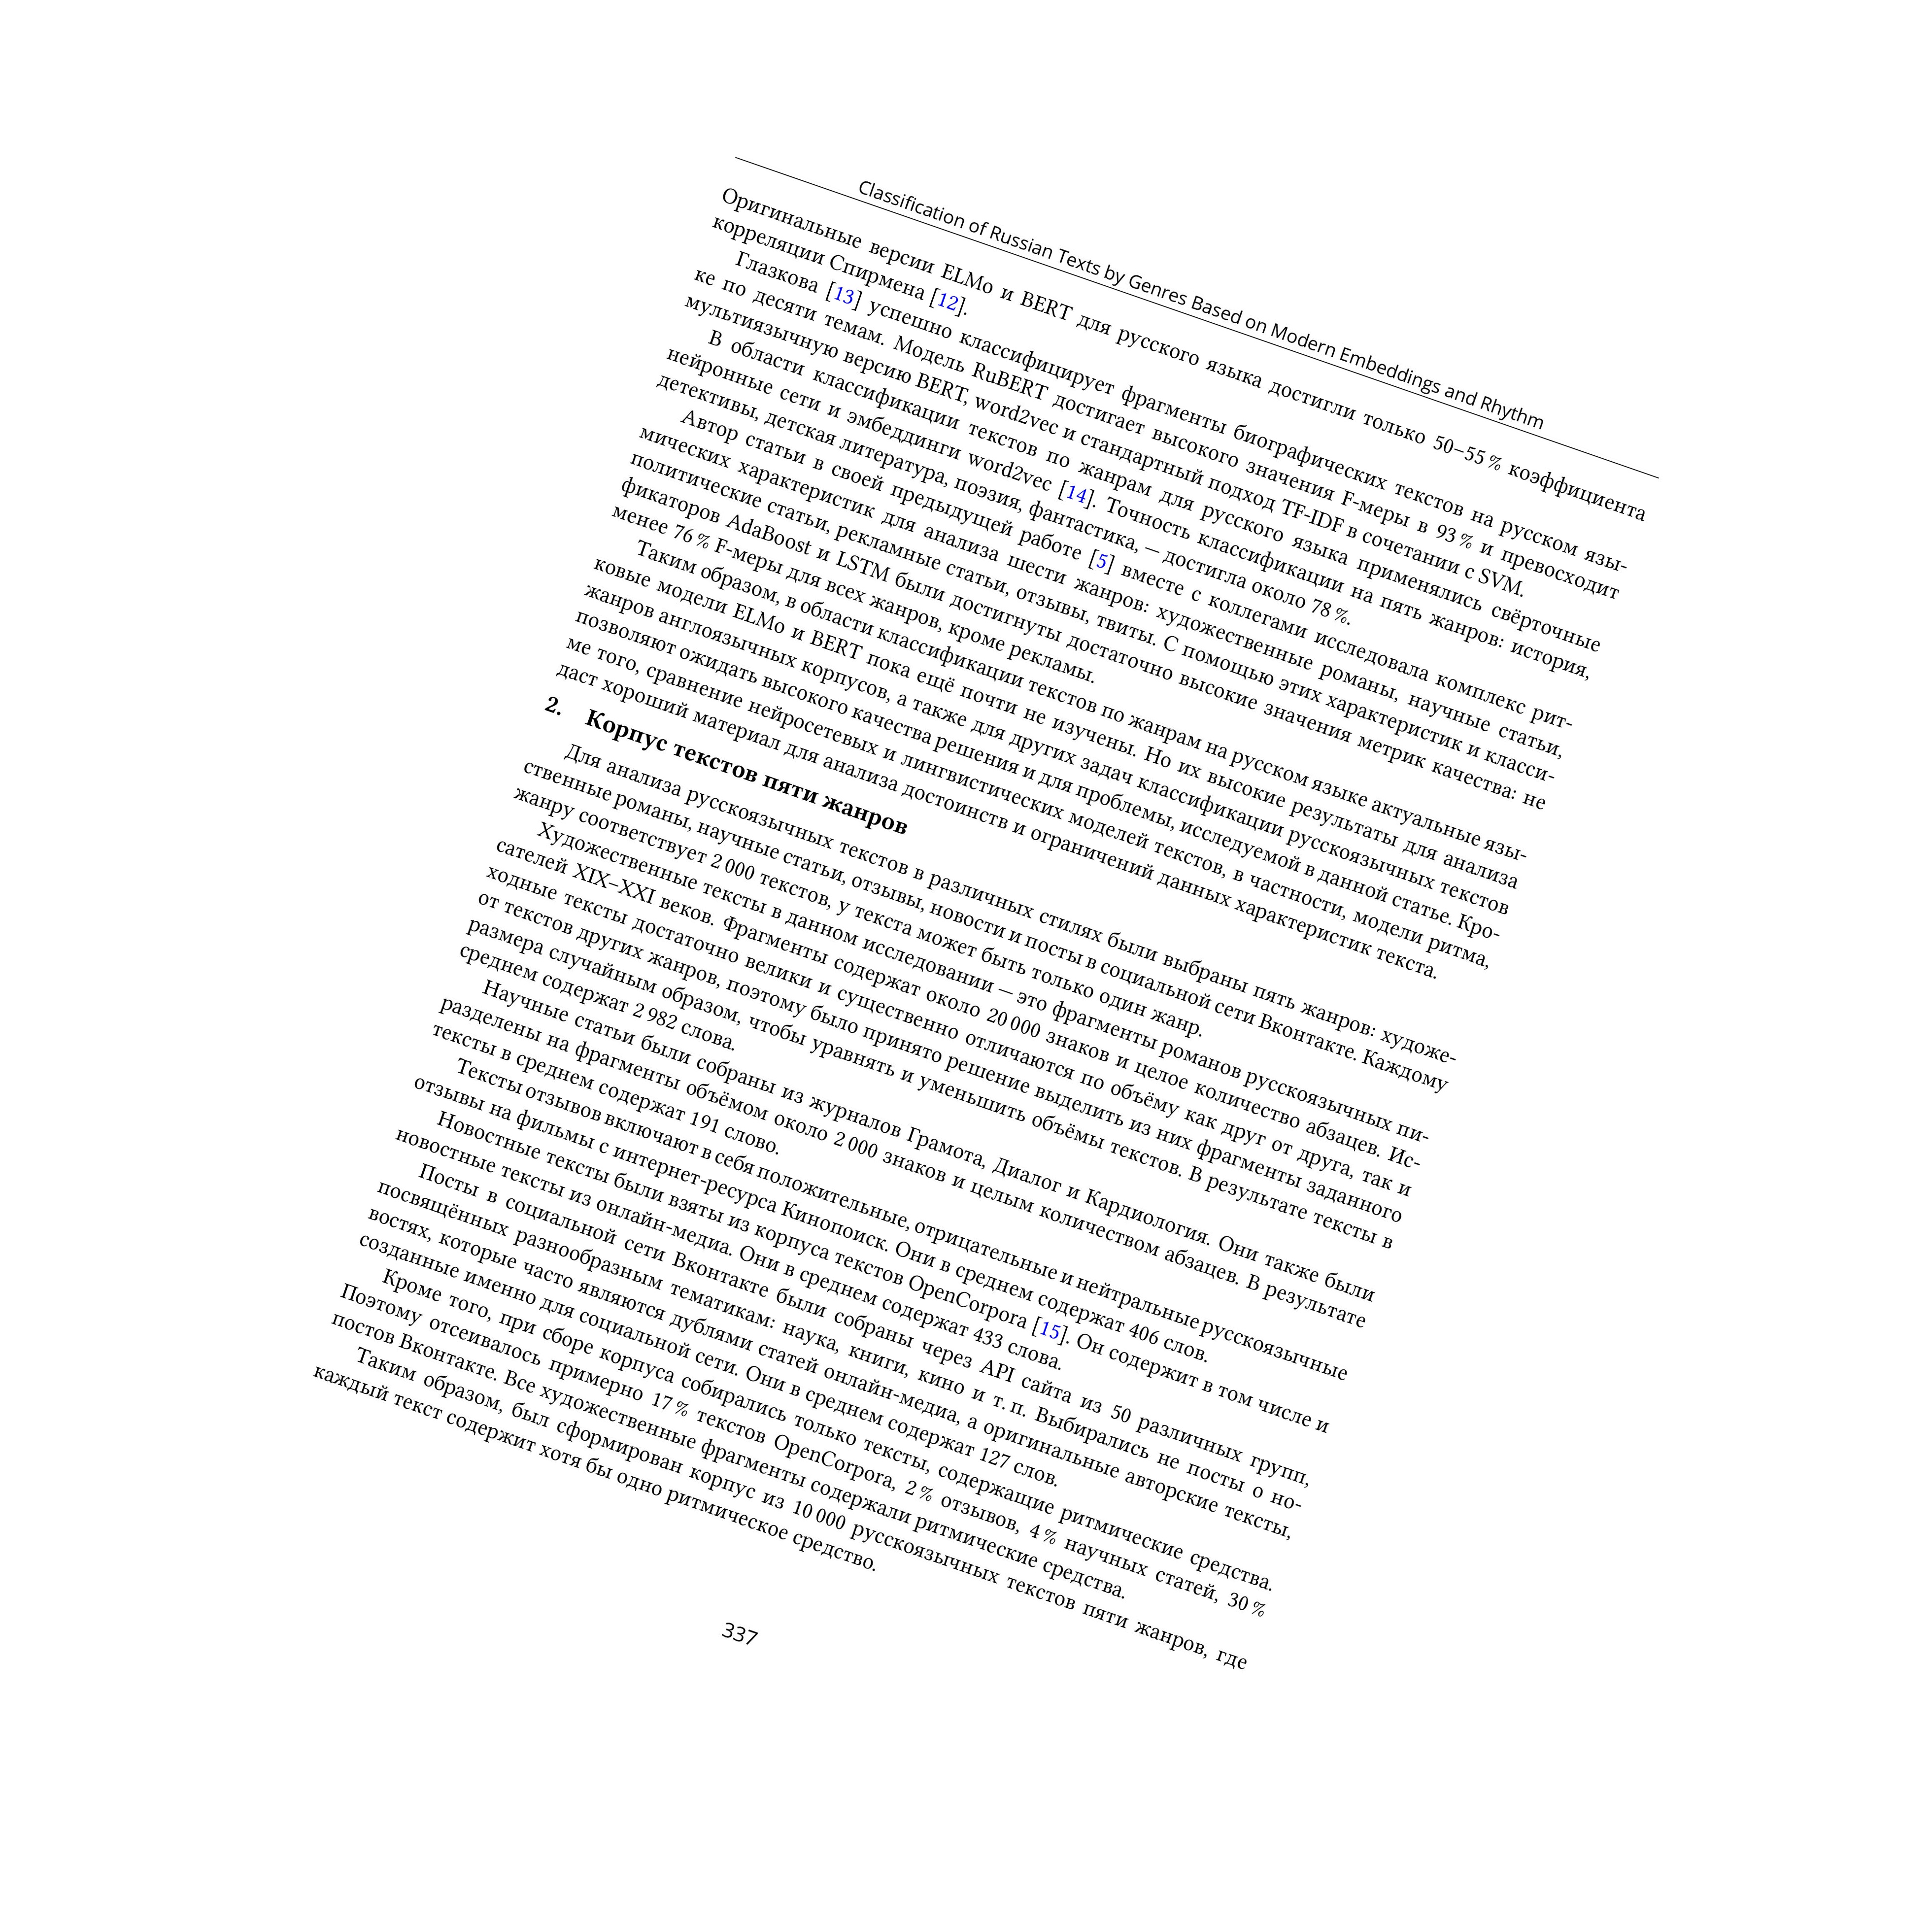 Classification of Russian Texts by Genres Based on Modern Embeddings and Rhythm
Оригинальные версии ELMo и BERT для русского языка достигли только 50–55 % коэффициента
корреляции Спирмена [12].
Глазкова [13] успешно классифицирует фрагменты биографических текстов на русском язы-
ке по десяти темам. Модель RuBERT достигает высокого значения F-меры в 93 % и превосходит
мультиязычную версию BERT, word2vec и стандартный подход TF-IDF в сочетании с SVM.
В области классификации текстов по жанрам для русского языка применялись свёрточные
нейронные сети и эмбеддинги word2vec [14]. Точность классификации на пять жанров: история,
детективы, детская литература, поэзия, фантастика, — достигла около 78 %.
Автор статьи в своей предыдущей работе [5] вместе с коллегами исследовала комплекс рит-
мических характеристик для анализа шести жанров: художественные романы, научные статьи,
политические статьи, рекламные статьи, отзывы, твиты. С помощью этих характеристик и класси-
фикаторов AdaBoost и LSTM были достигнуты достаточно высокие значения метрик качества: не
менее 76 % F-меры для всех жанров, кроме рекламы.
Таким образом, в области классификации текстов по жанрам на русском языке актуальные язы-
ковые модели ELMo и BERT пока ещё почти не изучены. Но их высокие результаты для анализа
жанров англоязычных корпусов, а также для других задач классификации русскоязычных текстов
позволяют ожидать высокого качества решения и для проблемы, исследуемой в данной статье. Кро-
ме того, сравнение нейросетевых и лингвистических моделей текстов, в частности, модели ритма,
даст хороший материал для анализа достоинств и ограничений данных характеристик текста.
2. Корпус текстов пяти жанров
Для анализа русскоязычных текстов в различных стилях были выбраны пять жанров: художе-
ственные романы, научные статьи, отзывы, новости и посты в социальной сети Вконтакте. Каждому
жанру соответствует 2 000 текстов, у текста может быть только один жанр.
Художественные тексты в данном исследовании — это фрагменты романов русскоязычных пи-
сателей XIX–XXI веков. Фрагменты содержат около 20 000 знаков и целое количество абзацев. Ис-
ходные тексты достаточно велики и существенно отличаются по объёму как друг от друга, так и
от текстов других жанров, поэтому было принято решение выделить из них фрагменты заданного
размера случайным образом, чтобы уравнять и уменьшить объёмы текстов. В результате тексты в
среднем содержат 2 982 слова.
Научные статьи были собраны из журналов Грамота, Диалог и Кардиология. Они также были
разделены на фрагменты объёмом около 2 000 знаков и целым количеством абзацев. В результате
тексты в среднем содержат 191 слово.
Тексты отзывов включают в себя положительные, отрицательные и нейтральные русскоязычные
отзывы на фильмы с интернет-ресурса Кинопоиск. Они в среднем содержат 406 слов.
Новостные тексты были взяты из корпуса текстов OpenCorpora [15]. Он содержит в том числе и
новостные тексты из онлайн-медиа. Они в среднем содержат 433 слова.
Посты в социальной сети Вконтакте были собраны через API сайта из 50 различных групп,
посвящённых разнообразным тематикам: наука, книги, кино и т. п. Выбирались не посты о но-
востях, которые часто являются дублями статей онлайн-медиа, а оригинальные авторские тексты,
созданные именно для социальной сети. Они в среднем содержат 127 слов.
Кроме того, при сборе корпуса собирались только тексты, содержащие ритмические средства.
Поэтому отсеивалось примерно 17 % текстов OpenCorpora, 2 % отзывов, 4 % научных статей, 30 %
постов Вконтакте. Все художественные фрагменты содержали ритмические средства.
Таким образом, был сформирован корпус из 10 000 русскоязычных текстов пяти жанров, где
каждый текст содержит хотя бы одно ритмическое средство.
337